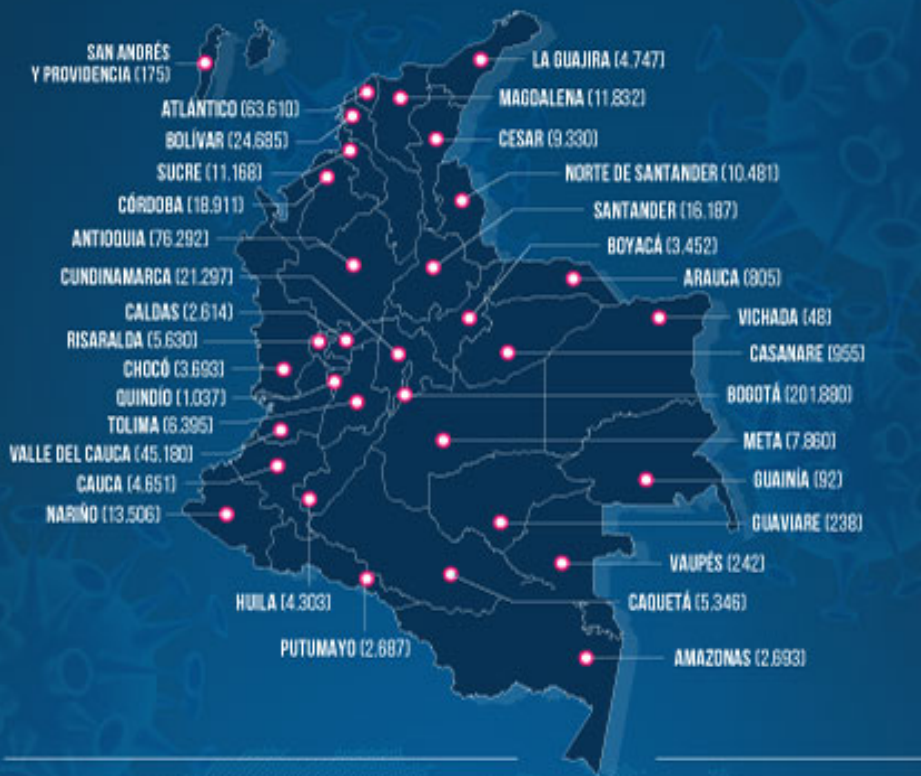 SAN ANDRÉS
Y PROVIDENCIA (175)
ATLÁNTICO (63.610)
BOLÍVAR (24.685)
SUCRE (11.168)
CÓRDOBA (18.911)
ANTIOQUIA (76.292)
CUNDINAMARCA (21.297)
CALDAS (2.614)
RISARALDA (5.630)
CHOCÓ (3.693)
QUINDÍO (1.037)
TOLIMA (6.395)
VALLE DEL CAUCA (45.180)
CAUCA (4.651)
NARIÑO (13.506)
HUILA (4.303)
PUTUMAYO (2.687)
LA GUAJIRA (4.747)
MAGDALENA (11.832)
CESAR (9.330)
NORTE DE SANTANDER (10.481)
SANTANDER (16.187)
BOYACÁ (3.452)
ARAUCA (805)
VICHADA (48)
CASANARE (955)
BOGOTÁ (201.880)
META (7.860)
GUAINÍA (92)
GUAVIARE (238)
VAUPÉS (242)
CAQUETÁ (5.346)
AMAZONAS (2.693)